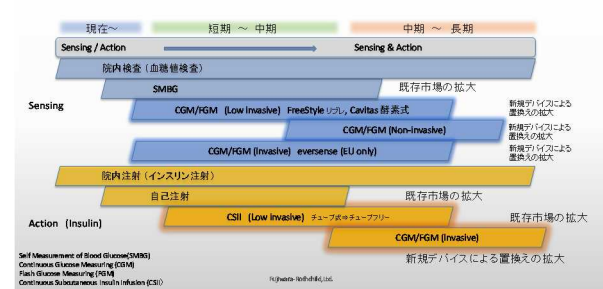 現在～
短期 ～ 中期
中期 ～ 長期
Sensing / Action
Sensing & Action
院内検査（血糖値検査）
SMBG
既存市場の拡大
Sensing
CGM/FGM (Low invasive) FreeStyle リブレ, Cavitas 酵素式
新規デバイスによる
置換えの拡大
CGM/FGM (Non-invasive)
新規デバイスによる
置換えの拡大
CGM/FGM (Invasive) eversense (EU only)
新規デバイスによる
置換えの拡大
院内注射（インスリン注射）
自己注射
既存市場の拡大
Action (Insulin)
CSII (Low invasive) チューブ式⇒チューブフリー
既存市場の拡大
CGM/FGM (Invasive)
新規デバイスによる置換えの拡大
Self Measurement of Blood Glucose(SMBG)
Continuous Glucose Measuring (CGM)
Flash Glucose Measuring (FGM)
Continuous Subcutaneous Insulin Infusion (CSII)
Fujiwara-Rothchild, Ltd.